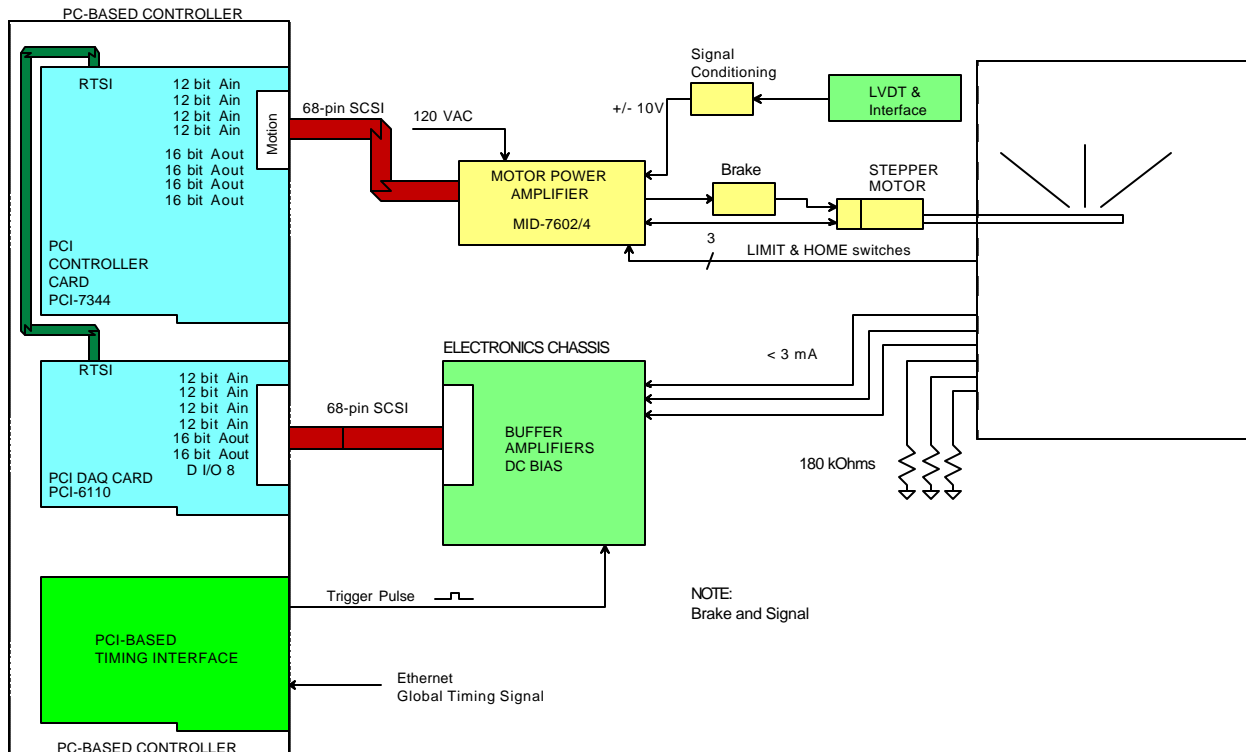 PC-BASED CONTROLLER
RTSI
12 bit Ain
12 bit Ain
12 bit Ain
12 bit Ain
16 bit Aout
16 bit Aout
16 bit Aout
16 bit Aout
Motion
PCI
CONTROLLER
CARD
PCI-7344
68-pin SCSI
120 VAC
MOTOR POWER
AMPLIFIER
MID-7602/4
Signal
Conditioning
+/- 10V
LVDT &
Interface
Brake
STEPPER
MOTOR
3
LIMIT & HOME switches
RTSI
12 bit Ain
12 bit Ain
12 bit Ain
12 bit Ain
16 bit Aout
16 bit Aout
D I/O 8
PCI DAQ CARD
PCI-6110
68-pin SCSI
ELECTRONICS CHASSIS
BUFFER
AMPLIFIERS
DC BIAS
< 3 mA
180 kOhms
PCI-BASED
TIMING INTERFACE
Trigger Pulse
NOTE:
Brake and Signal
Ethernet
Global Timing Signal
PC-BASED CONTROLLER